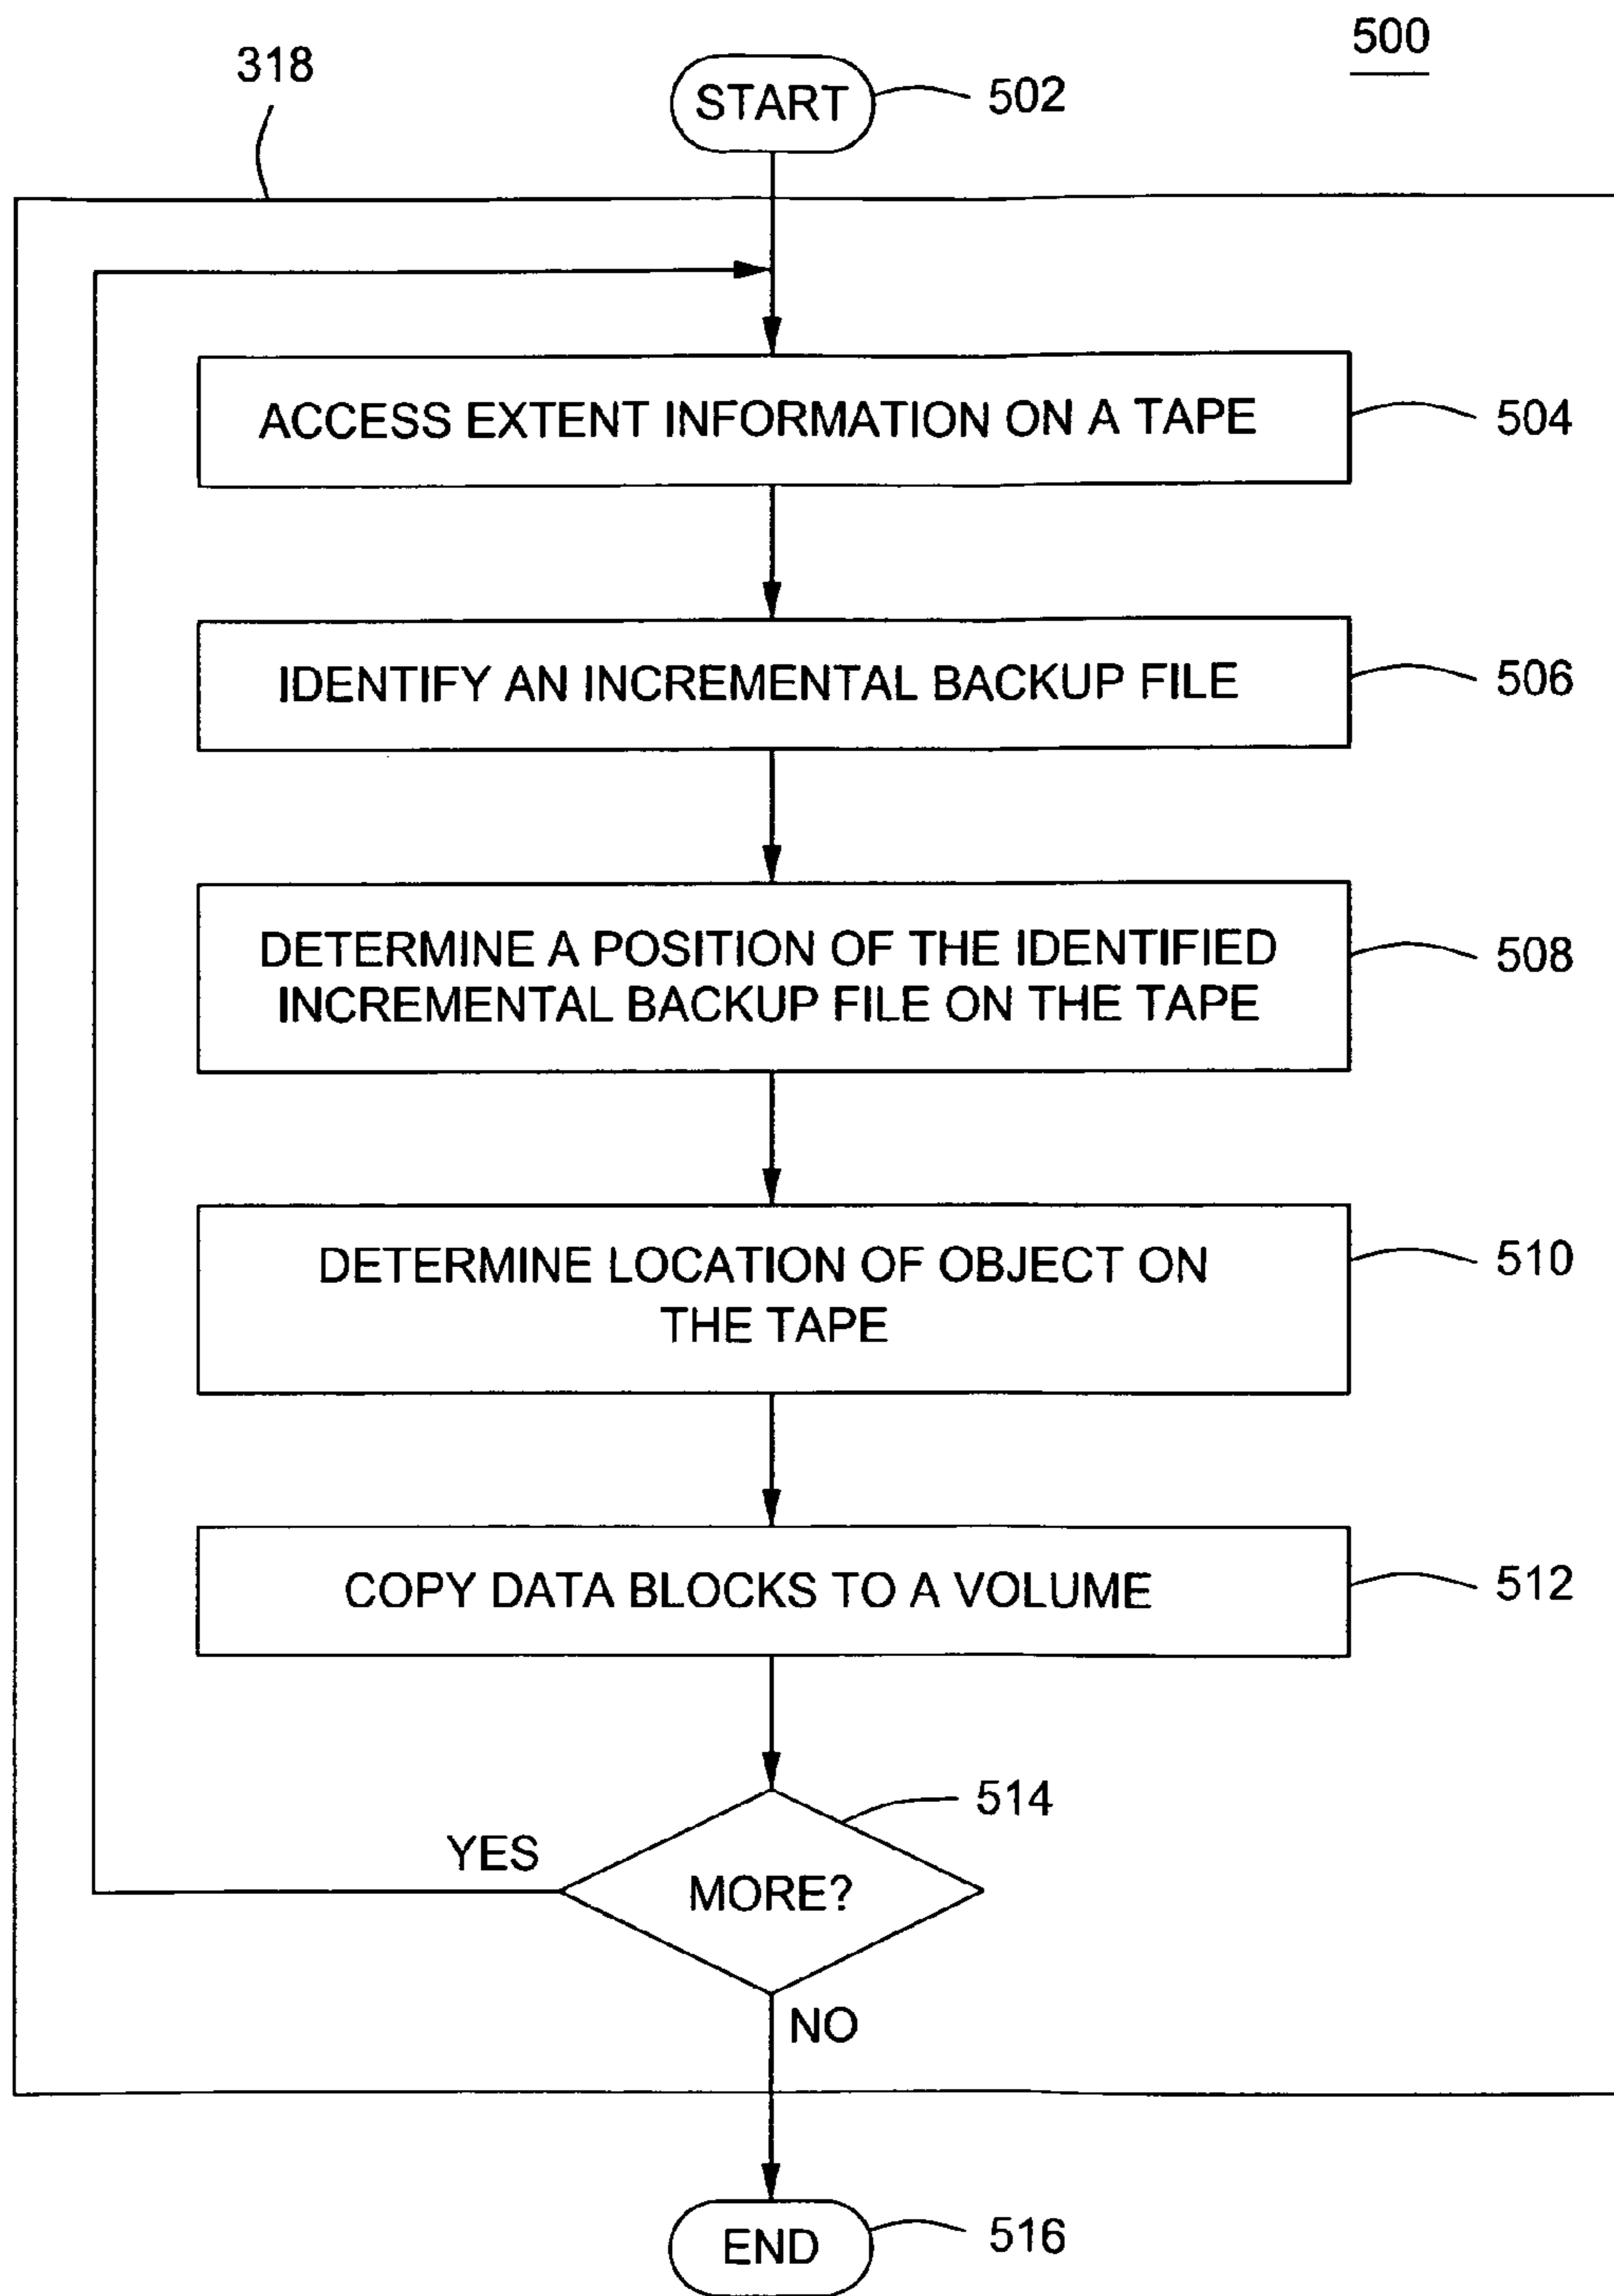 500
318
START
502
ACCESS EXTENT INFORMATION ON A TAPE
504
IDENTIFY AN INCREMENTAL BACKUP FILE
506
DETERMINE A POSITION OF THE IDENTIFIED
INCREMENTAL BACKUP FILE ON THE TAPE
508
DETERMINE LOCATION OF OBJECT ON
THE TAPE
510
COPY DATA BLOCKS TO A VOLUME
512
514
YES
MORE?
NO
END
516